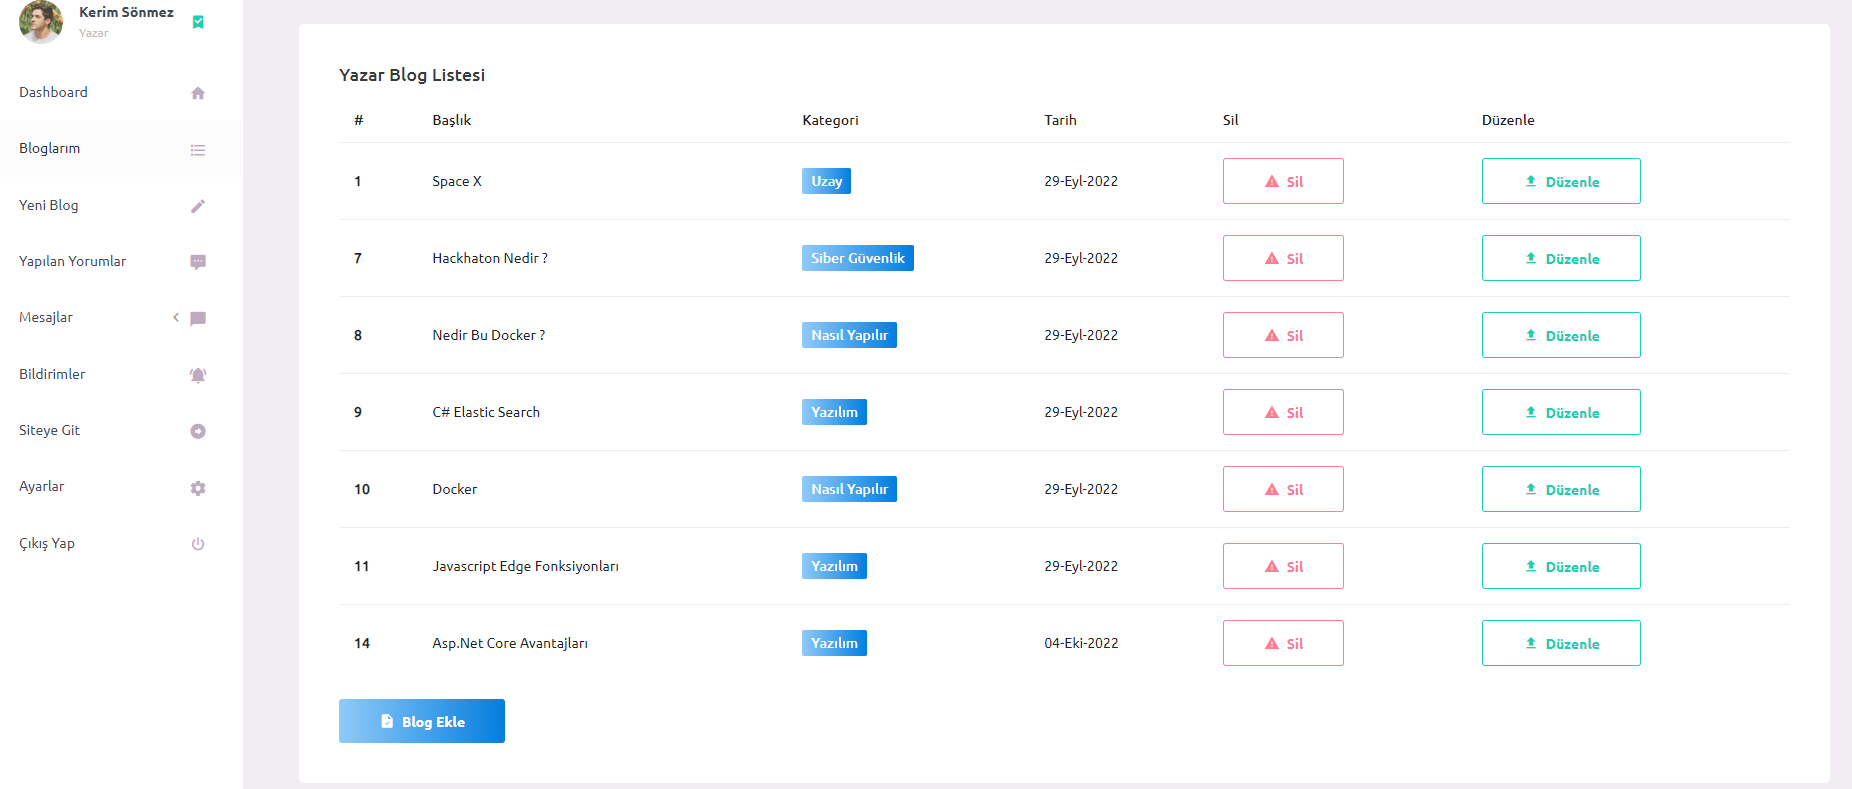 Kerim Sönmez
Yazar
Dashboard
Bloglarım
Yeni Blog
Yapılan Yorumlar
Mesajlar
Bildirimler
Siteye Git
Ayarlar
Çıkış Yap
Yazar Blog Listesi
# Başlık Kategori Tarih Sil Düzenle
1 Space X Uzay 29-Eyl-2022 Sil Düzenle
7 Hackhaton Nedir ? Siber Güvenlik 29-Eyl-2022 Sil Düzenle
8 Nedir Bu Docker ? Nasıl Yapılır 29-Eyl-2022 Sil Düzenle
9 C# Elastic Search Yazılım 29-Eyl-2022 Sil Düzenle
10 Docker Nasıl Yapılır 29-Eyl-2022 Sil Düzenle
11 Javascript Edge Fonksiyonları Yazılım 29-Eyl-2022 Sil Düzenle
14 Asp.Net Core Avantajları Yazılım 04-Eki-2022 Sil Düzenle
Blog Ekle